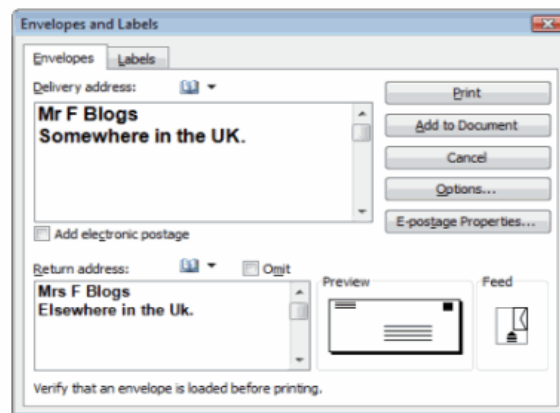 Envelopes and Labels
Envelopes Labels
Delivery address:
Mr F Blogs
Somewhere in the UK.
Print
Add to Document
Cancel
Options...
E-postage Properties...
Add electronic postage
Return address: Omit
Mrs F Blogs
Elsewhere in the Uk.
Preview Feed
Verify that an envelope is loaded before printing.